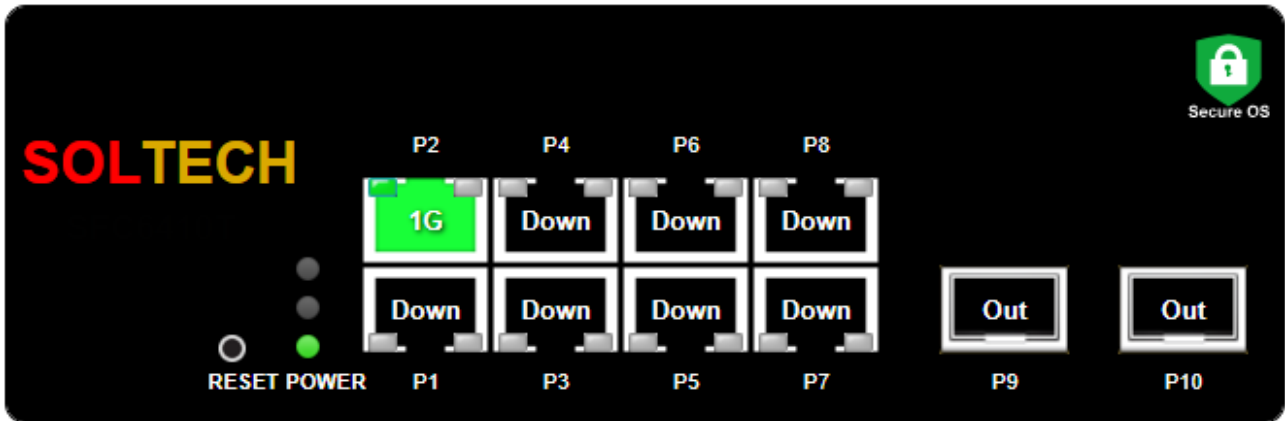 Secure OS
SOLTECH
P2 P4 P6 P8
1G Down Down Down
Down Down Down Down Out Out
RESET POWER P1 P3 P5 P7 P9 P10